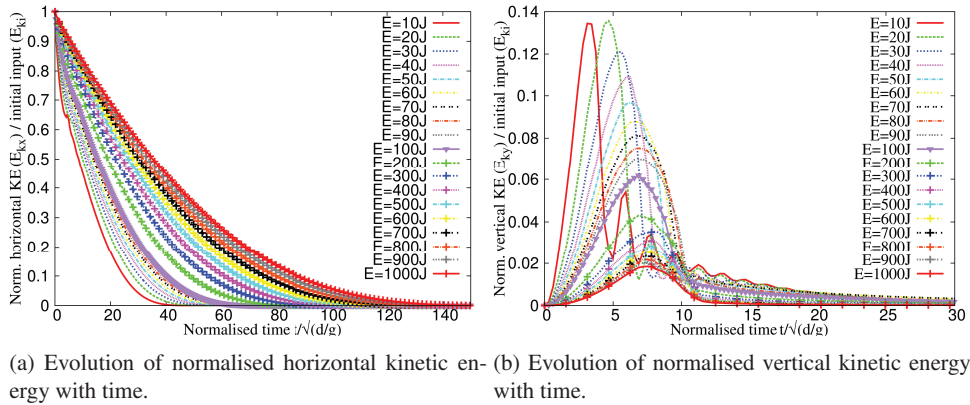 Norm. horizontal KE (E_kx) / initial input (E_ki)
1
0.9
0.8
0.7
0.6
0.5
0.4
0.3
0.2
0.1
0
0 20 40 60 80 100 120 140
Normalised time t/√(d/g)
E=10J
E=20J
E=30J
E=40J
E=50J
E=60J
E=70J
E=80J
E=90J
E=100J
E=200J
E=300J
E=400J
E=500J
E=600J
E=700J
E=800J
E=900J
E=1000J
Norm. vertical KE (E_ky) / initial input (E_ki)
0.14
0.12
0.1
0.08
0.06
0.04
0.02
0
0 5 10 15 20 25 30
Normalised time t/√(d/g)
E=10J
E=20J
E=30J
E=40J
E=50J
E=60J
E=70J
E=80J
E=90J
E=100J
E=200J
E=300J
E=400J
E=500J
E=600J
E=700J
E=800J
E=900J
E=1000J
(a) Evolution of normalised horizontal kinetic en-
ergy with time.
(b) Evolution of normalised vertical kinetic energy
with time.